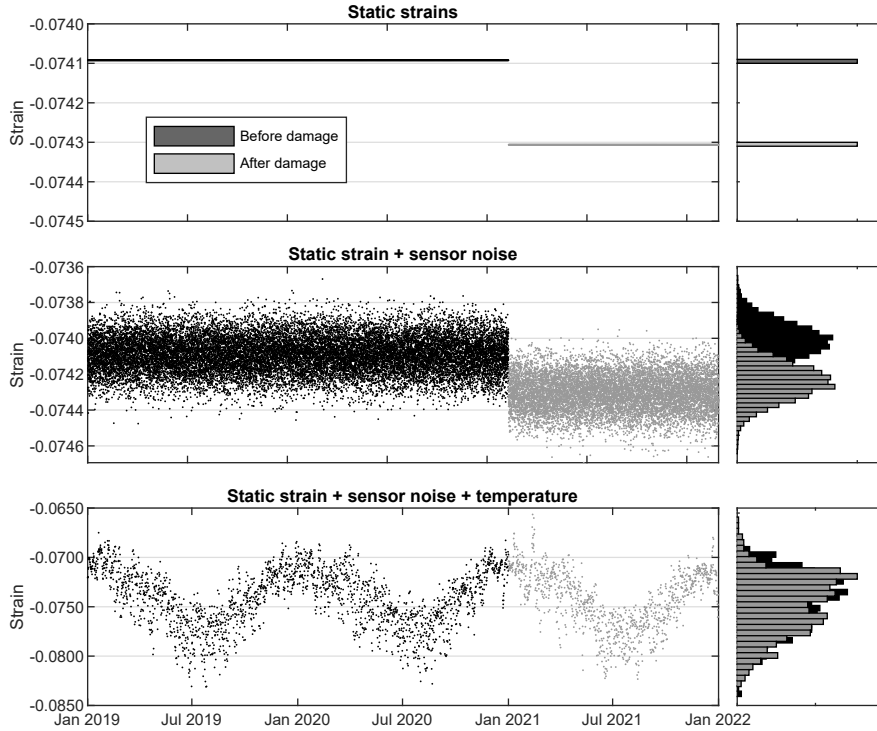 Static strains
-0.0740
-0.0741
-0.0742
-0.0743
-0.0744
-0.0745
Strain
Before damage
After damage
Static strain + sensor noise
-0.0736
-0.0738
-0.0740
-0.0742
-0.0744
-0.0746
Strain
Static strain + sensor noise + temperature
-0.0650
-0.0700
-0.0750
-0.0800
-0.0850
Strain
Jan 2019 Jul 2019 Jan 2020 Jul 2020 Jan 2021 Jul 2021 Jan 2022